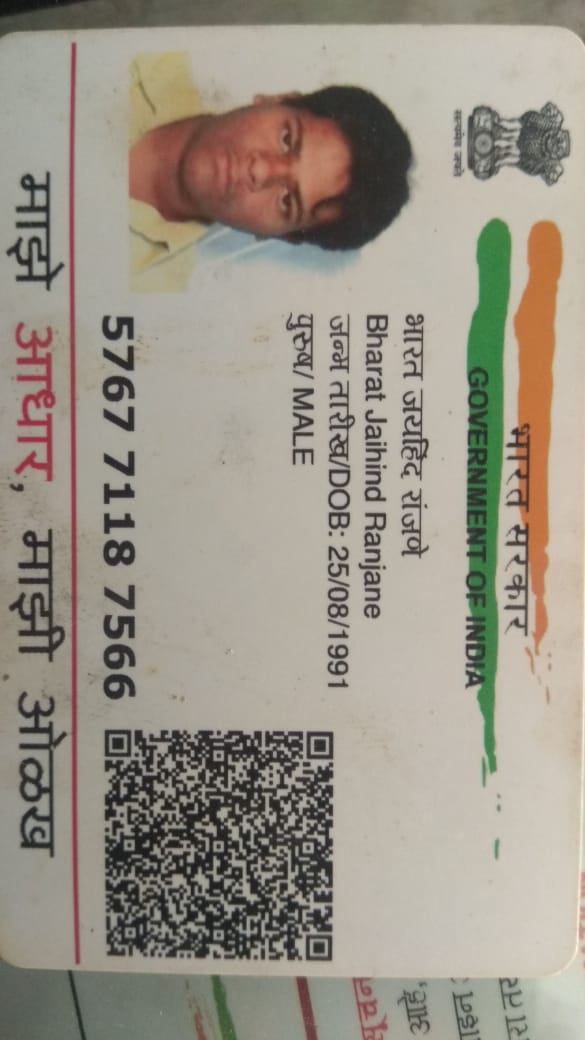 सत्यमेव जयते
भारत सरकार
GOVERNMENT OF INDIA
भारत जयहिंद रांजणे
Bharat Jaihind Ranjane
जन्म तारीख/DOB: 25/08/1991
पुरुष/ MALE
5767 7118 7566
माझे आधार, माझी ओळख